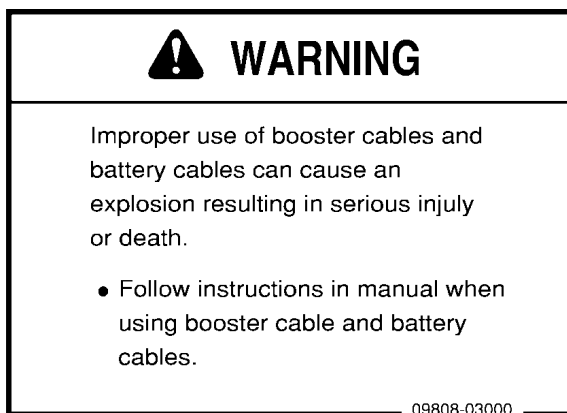 WARNING
Improper use of booster cables and
battery cables can cause an
explosion resulting in serious injuly
or death.
● Follow instructions in manual when
using booster cable and battery
cables.
09808-03000